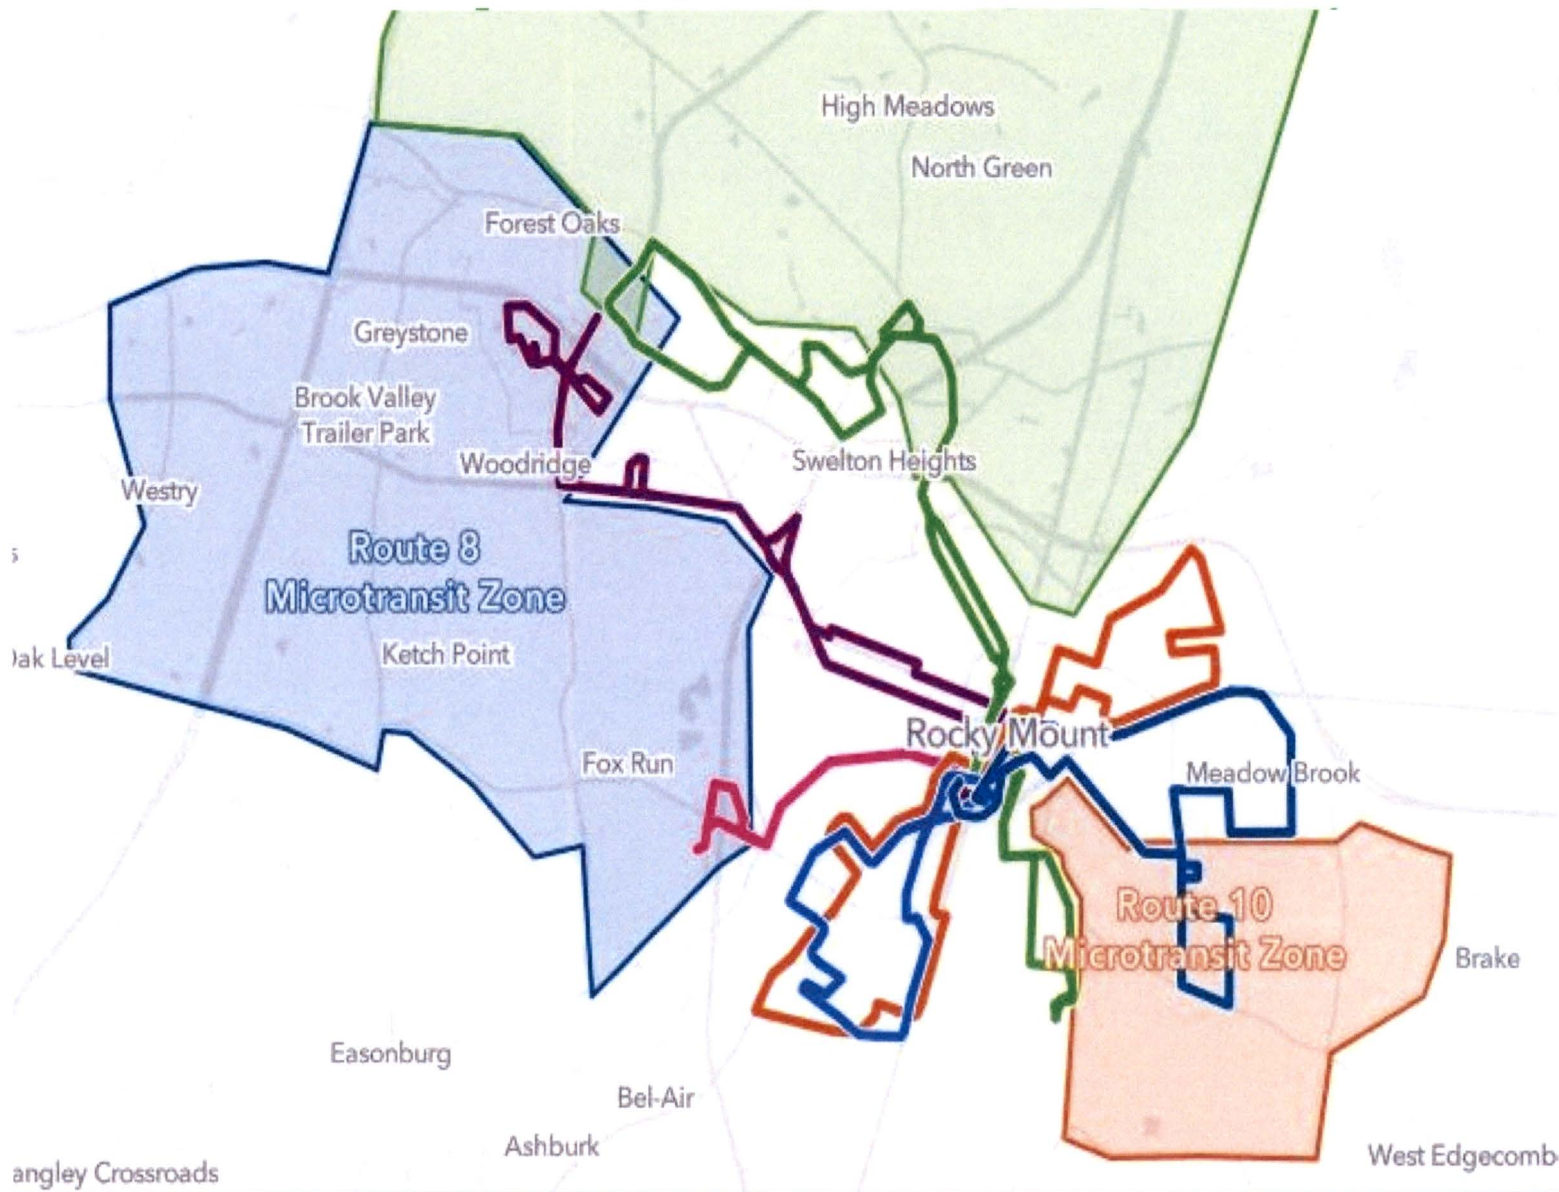 High Meadows
North Green
Forest Oaks
Greystone
Brook Valley
Trailer Park
Woodridge
Swelton Heights
Westry
Route 8
Microtransit Zone
s
Oak Level
Ketch Point
Rocky Mount
Fox Run
Meadow Brook
Route 10
Microtransit Zone
Brake
Easonburg
Bel-Air
Ashburk
West Edgecomb
angley Crossroads